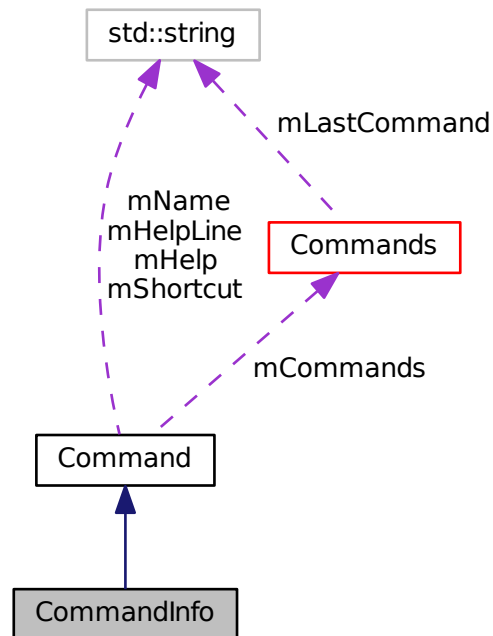 std::string
mLastCommand
mName
mHelpLine
mHelp
mShortcut
Commands
mCommands
Command
CommandInfo